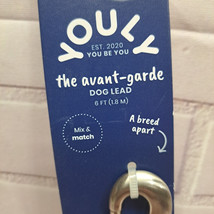 YOULY
EST. 2020
YOU BE YOU
the avant-garde
DOG LEAD
6 FT (1.8 M)
Mix &
match
A breed
apart